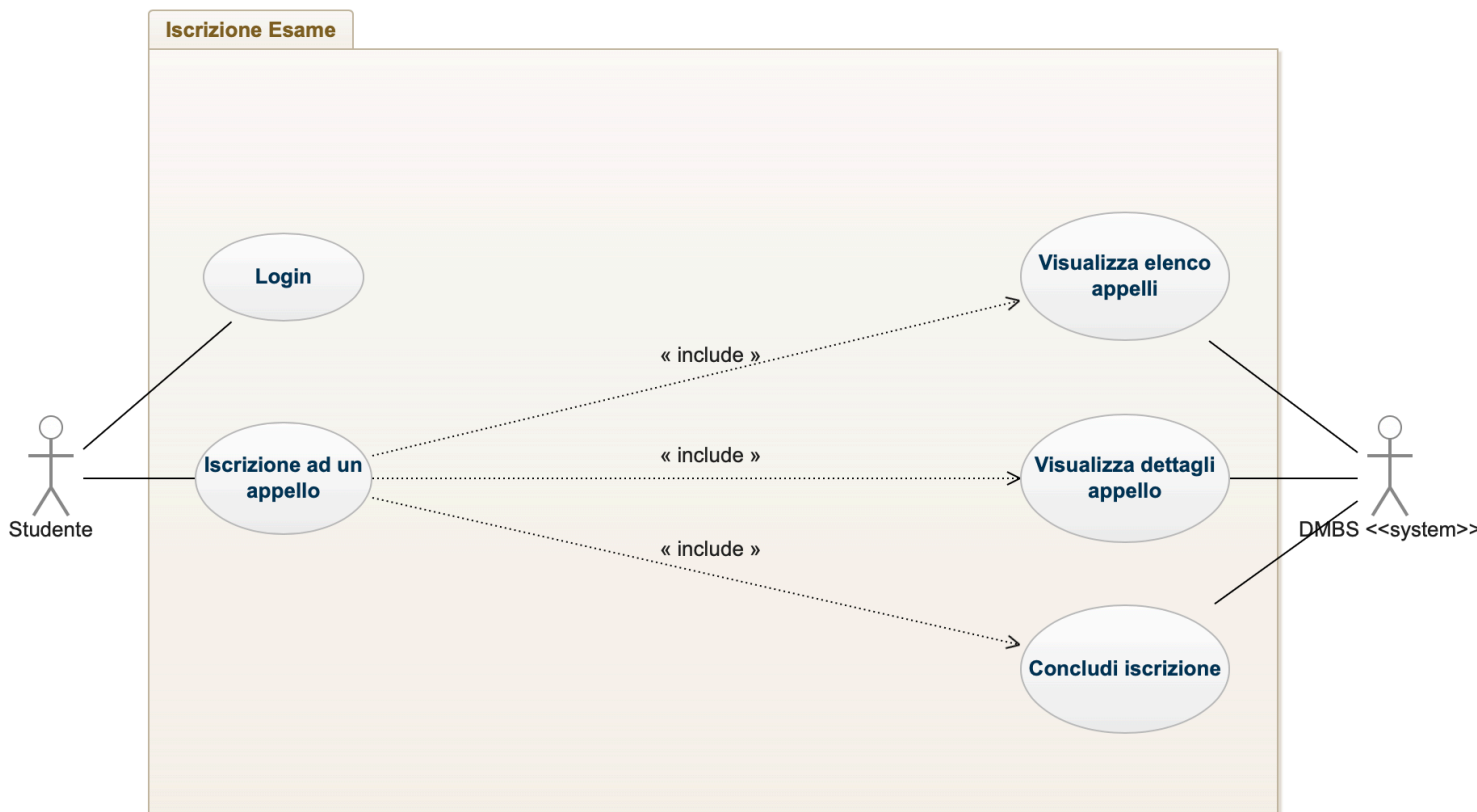 Iscrizione Esame
Login
Visualizza elenco
appelli
« include »
Iscrizione ad un
appello
« include »
Visualizza dettagli
appello
Studente
DMBS <<system>>
« include »
Concludi iscrizione